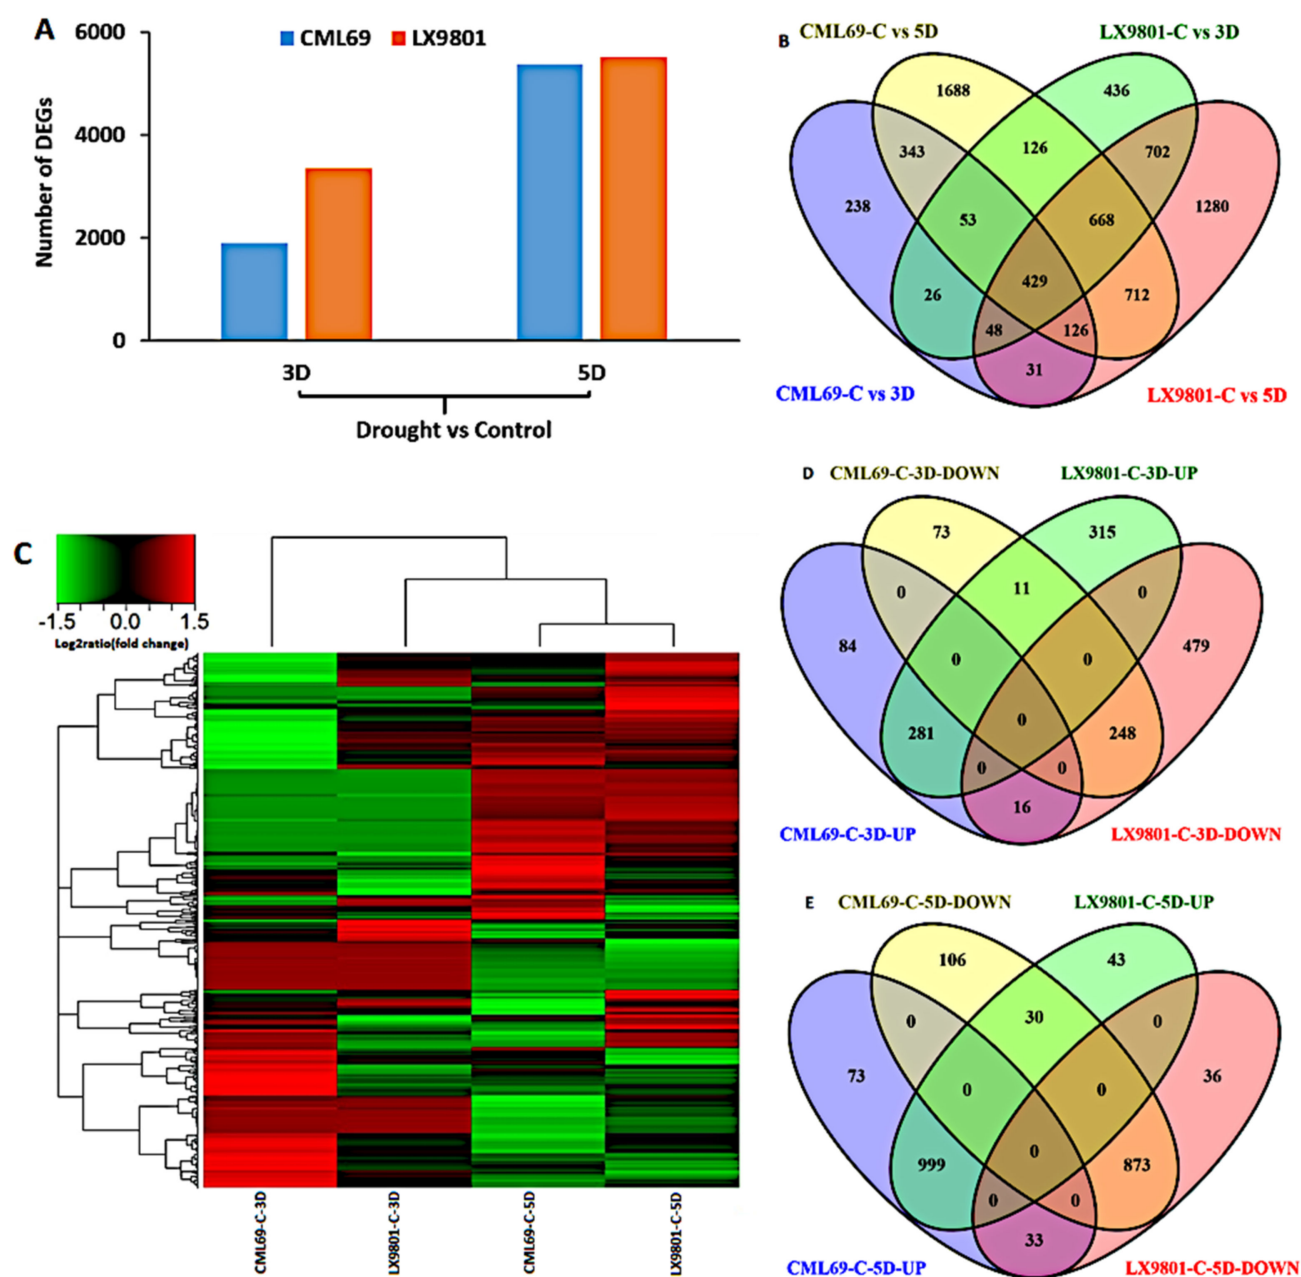 A
6000
4000
2000
0
Number of DEGs
CML69
LX9801
3D
5D
Drought vs Control
B
CML69-C vs 5D
LX9801-C vs 3D
1688
436
343
126
702
238
53
668
1280
429
26
712
48
126
31
CML69-C vs 3D
LX9801-C vs 5D
C
-1.5 0.0 1.5
Log2ratio(fold change)
CML69-C-3D
LX9801-C-3D
CML69-C-5D
LX9801-C-5D
D
CML69-C-3D-DOWN
LX9801-C-3D-UP
73
315
0
11
0
84
0
0
479
0
281
248
0
0
16
CML69-C-3D-UP
LX9801-C-3D-DOWN
E
CML69-C-5D-DOWN
LX9801-C-5D-UP
106
43
0
30
0
73
0
0
36
0
999
873
0
0
33
CML69-C-5D-UP
LX9801-C-5D-DOWN